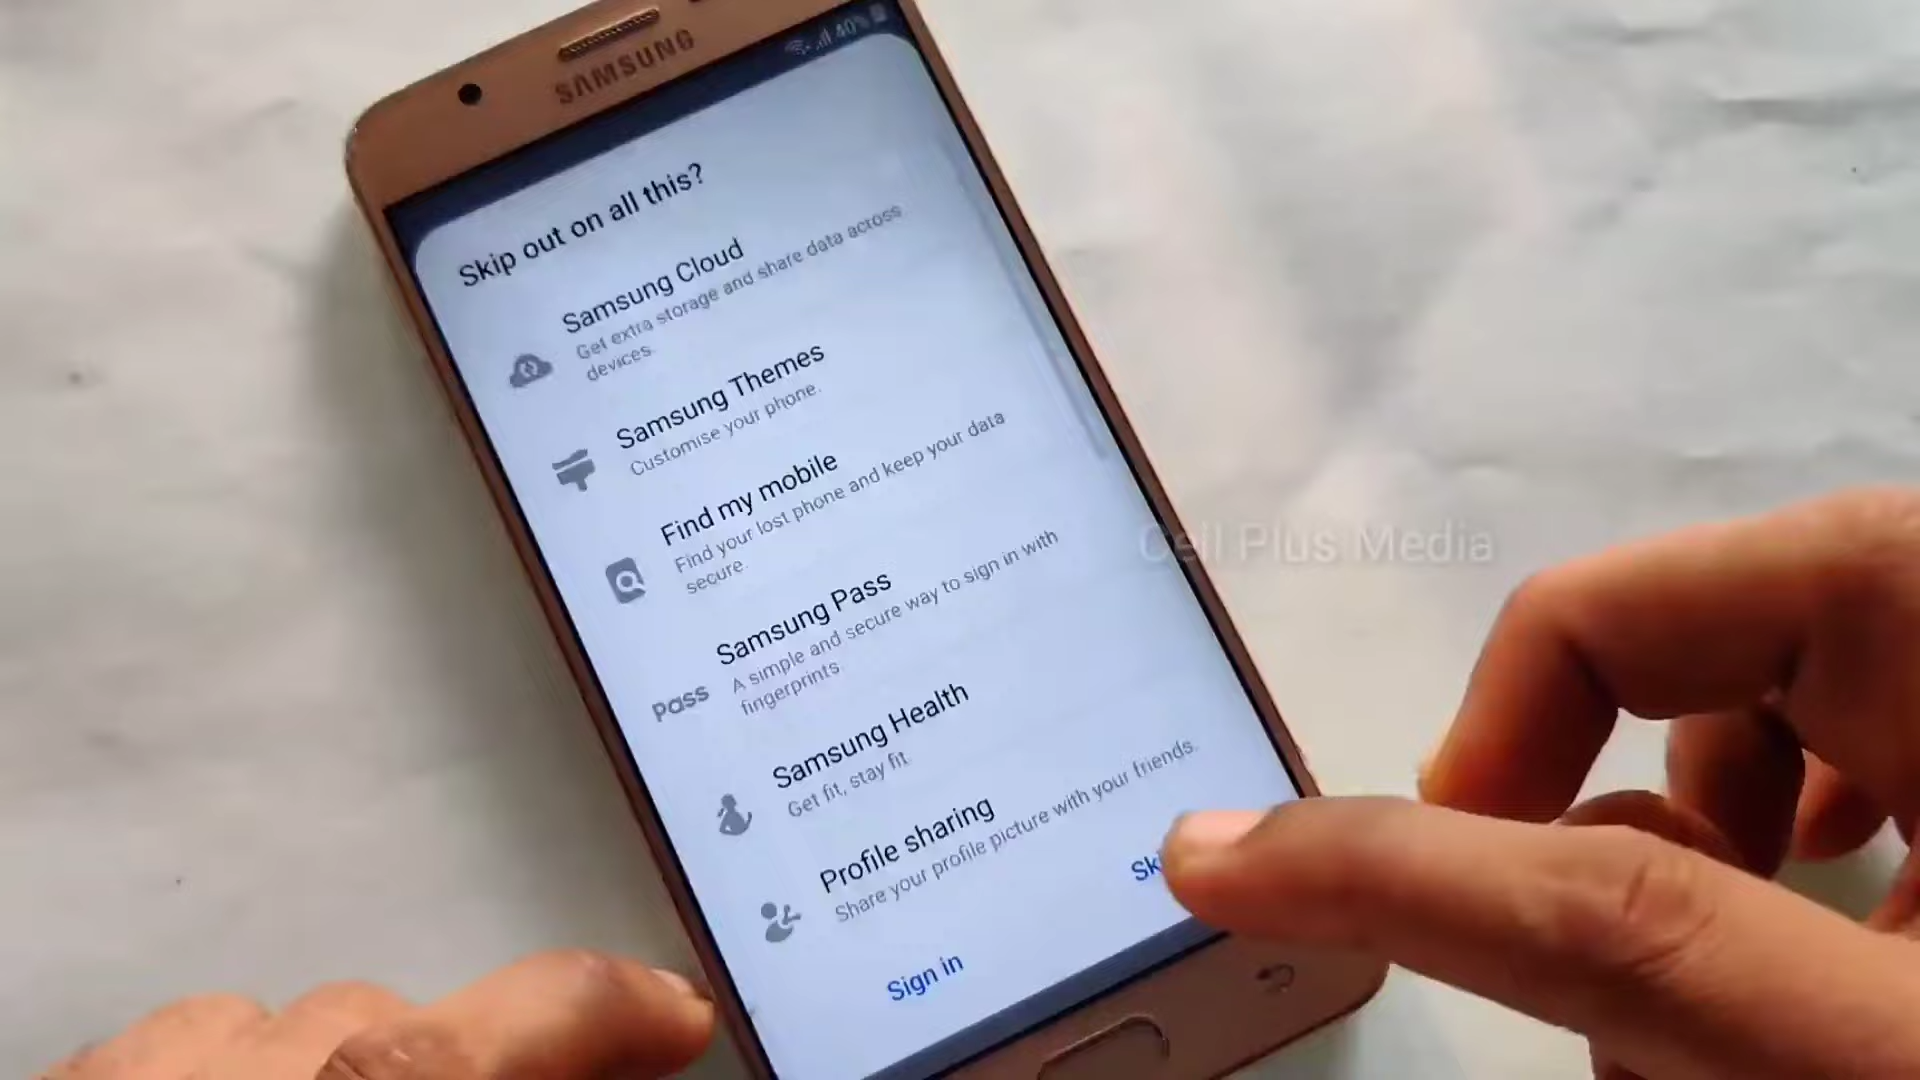 SAMSUNG
40%
Skip out on all this?
Samsung Cloud
Get extra storage and share data across
devices.
Samsung Themes
Customise your phone.
Find my mobile
Find your lost phone and keep your data
secure.
pass
Samsung Pass
A simple and secure way to sign in with
fingerprints.
Samsung Health
Get fit, stay fit.
Profile sharing
Share your profile picture with your friends.
Sign in
Cell Plus Media